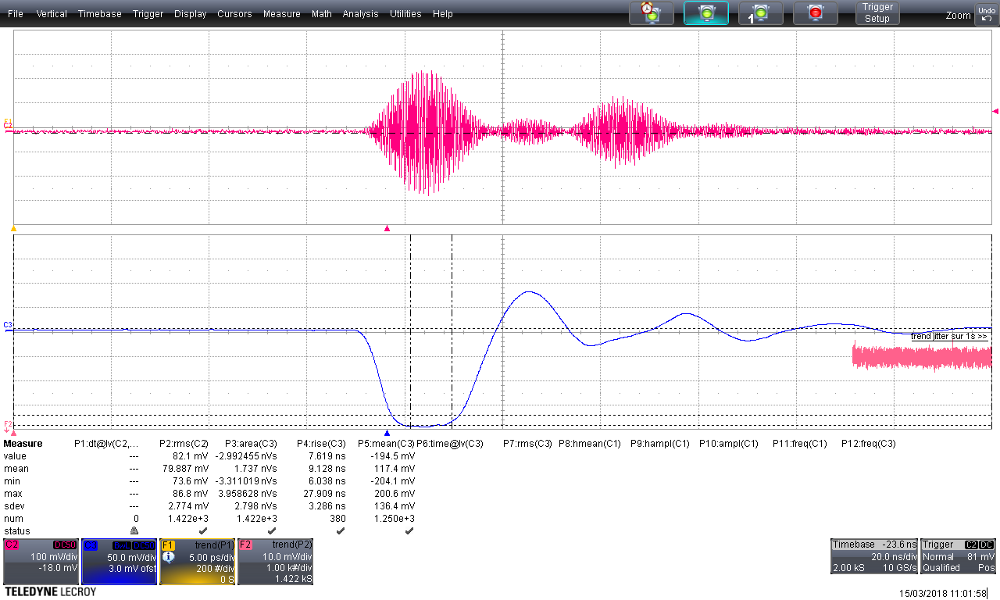 File Vertical Timebase Trigger Display Cursors Measure Math Analysis Utilities Help
1
Trigger
Setup
Zoom
Undo
C2
C3
trend jitter sur 1s >>
F2
Measure P1:dt@lv(C2,... P2:rms(C2) P3:area(C3) P4:rise(C3) P5:mean(C3) P6:time@lv(C3) P7:rms(C3) P8:hmean(C1) P9:hampl(C1) P10:ampl(C1) P11:freq(C1) P12:freq(C3)
value --- 82.1 mV -2.992455 nVs 7.619 ns -194.5 mV
mean --- 79.887 mV 1.737 nVs 9.128 ns 117.4 mV
min --- 73.6 mV -3.311019 nVs 6.038 ns -204.1 mV
max --- 86.8 mV 3.958628 nVs 27.909 ns 200.6 mV
sdev --- 2.774 mV 2.798 nVs 3.286 ns 136.4 mV
num 0 1.422e+3 1.422e+3 380 1.250e+3
status
C2 DC50
100 mV/div
-18.0 mV
50.0 mV/div
3.0 mV ofst
F1 trend(P1)
5.00 ps/div
200 #/div
0 S
F2 trend(P2)
10.0 mV/div
1.00 k#/div
1.422 kS
Timebase -23.6 ns
20.0 ns/div
2.00 kS 10 GS/s
Trigger C2 DC
Normal 81 mV
Qualified Pos
TELEDYNE LECROY
15/03/2018 11:01:58